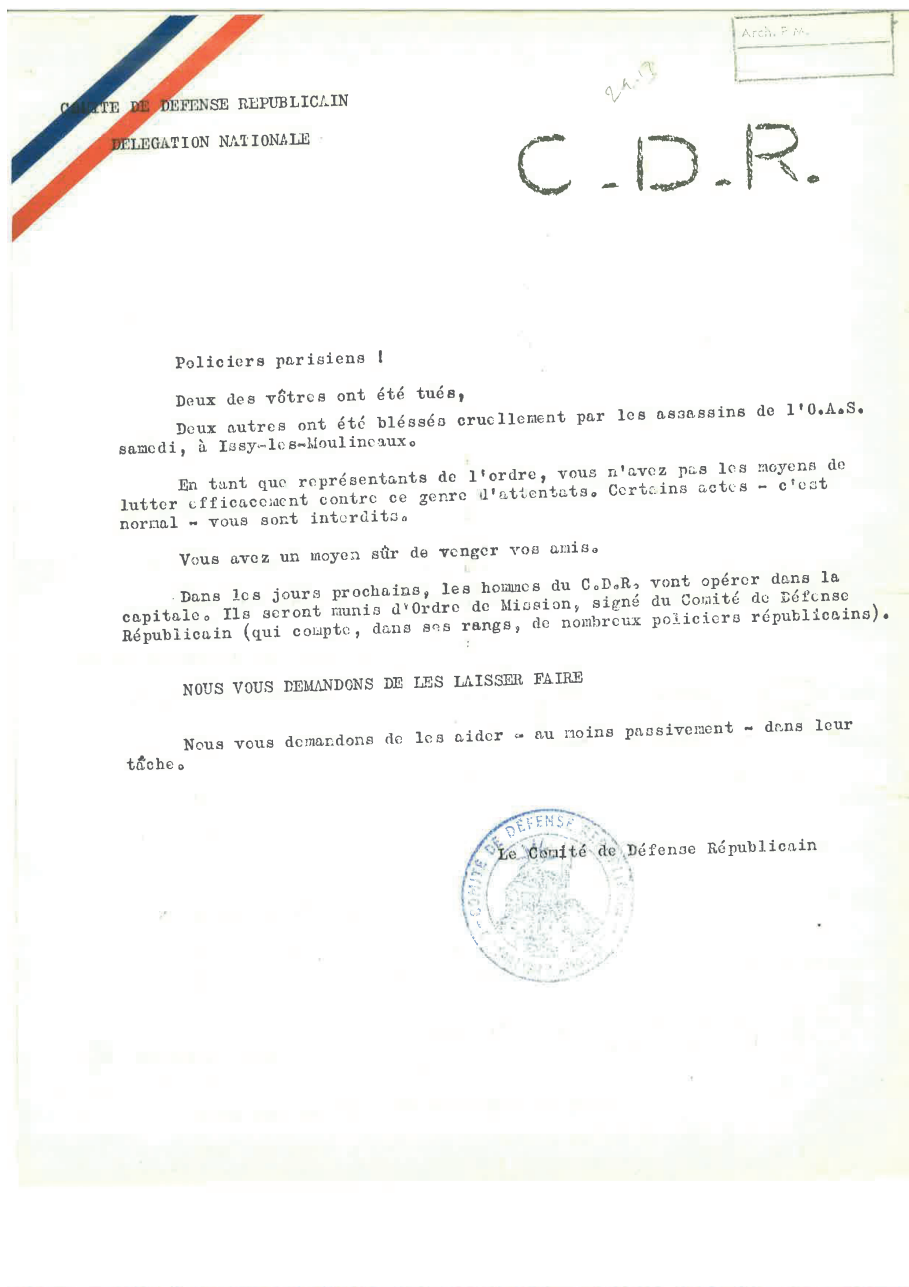 Arch. P.M.
COMITE DE DEFENSE REPUBLICAIN
DELEGATION NATIONALE
C.D.R.
Policiers parisiens !
Deux des vôtres ont été tués,
Deux autres ont été bléssés cruellement par les assassins de l'O.A.S.
samedi, à Issy-les-Moulineaux.
En tant que représentants de l'ordre, vous n'avez pas les moyens de
lutter efficacement contre ce genre d'attentats. Certains actes - c'est
normal - vous sont interdits.
Vous avez un moyen sûr de venger vos amis.
Dans les jours prochains, les hommes du C.D.R. vont opérer dans la
capitale. Ils seront munis d'Ordre de Mission, signé du Comité de Défense
Républicain (qui compte, dans ses rangs, de nombreux policiers républicains).
NOUS VOUS DEMANDONS DE LES LAISSER FAIRE
Nous vous demandons de les aider - au moins passivement - dans leur
tâche.
Le Comité de Défense Républicain
COMITE DE DÉFENSE